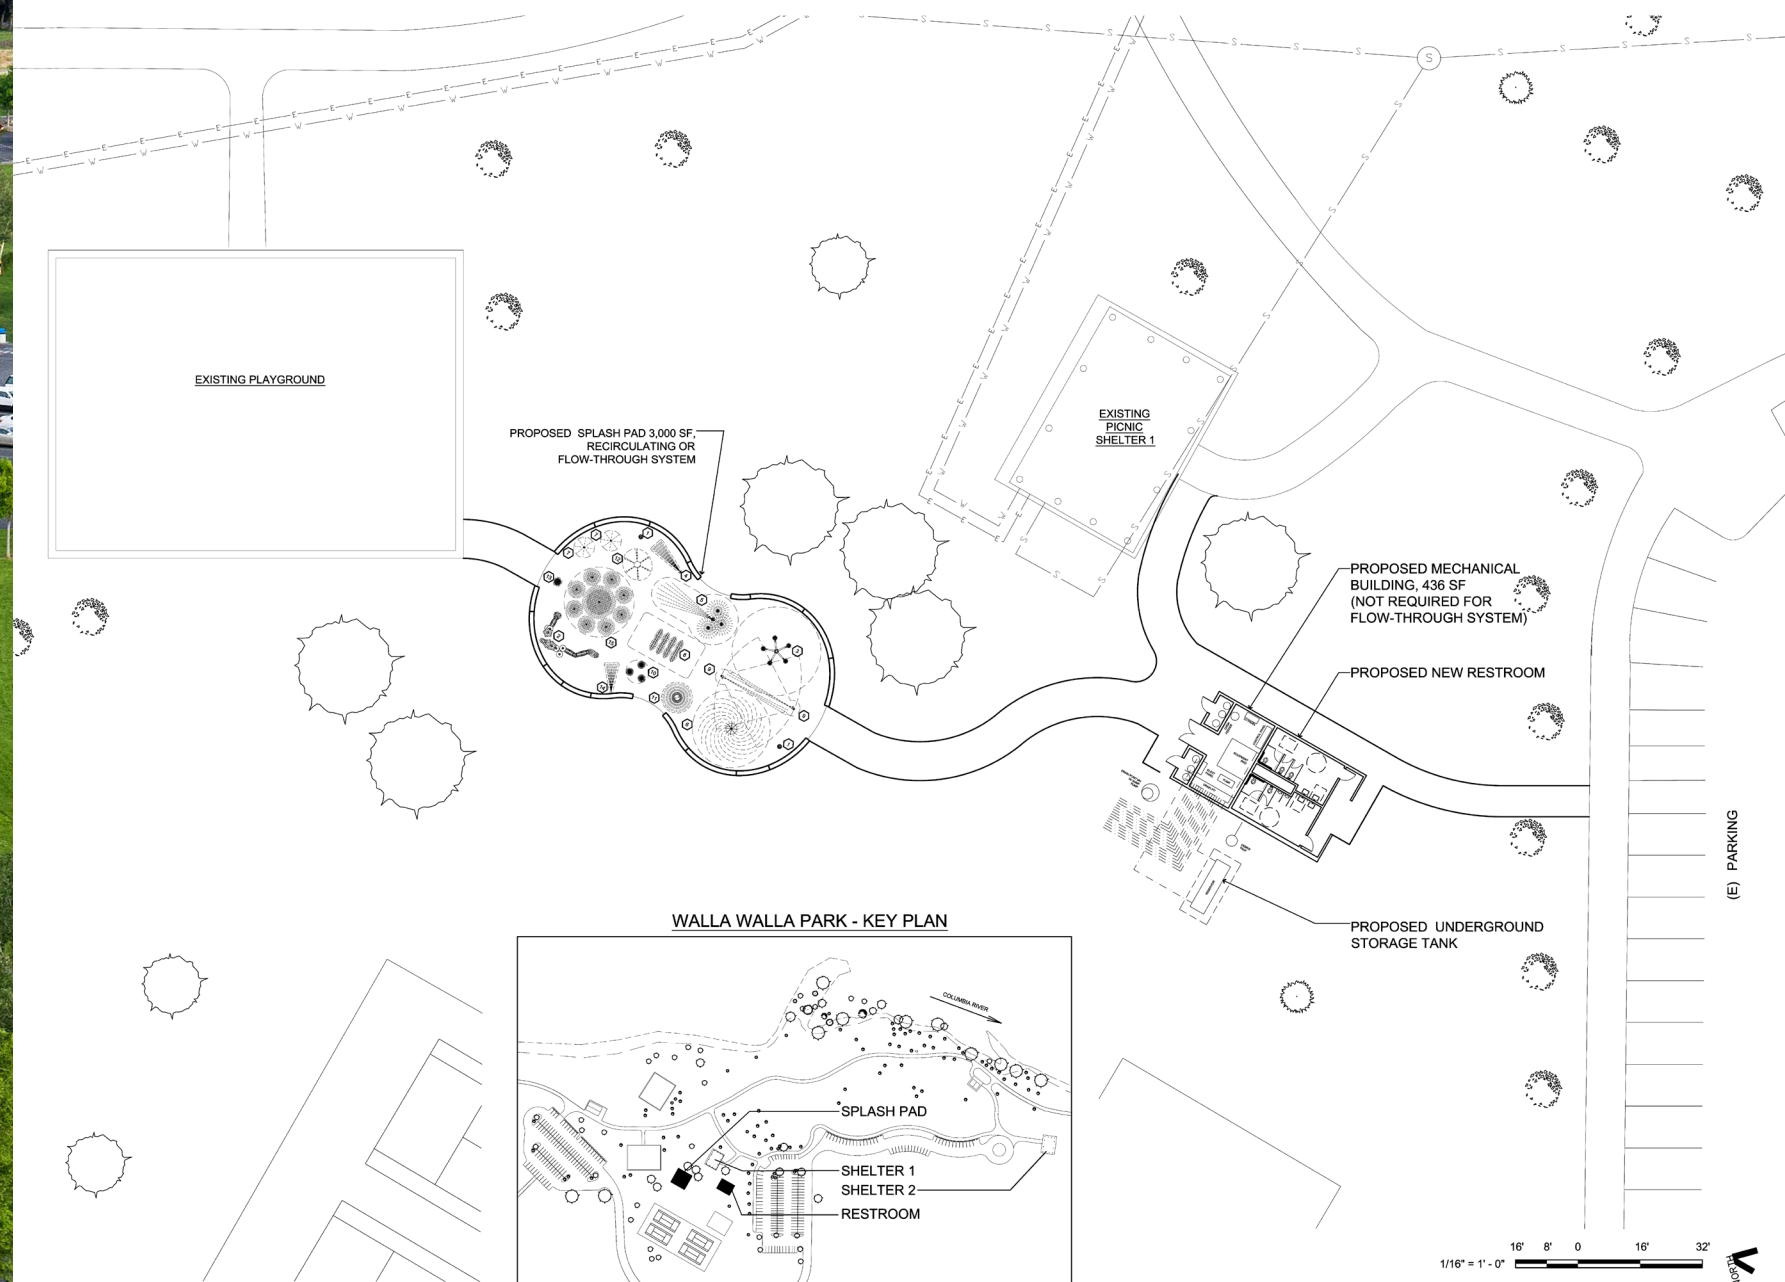 S
EXISTING PLAYGROUND
PROPOSED SPLASH PAD 3,000 SF,
RECIRCULATING OR
FLOW-THROUGH SYSTEM
EXISTING
PICNIC
SHELTER 1
PROPOSED MECHANICAL
BUILDING, 436 SF
(NOT REQUIRED FOR
FLOW-THROUGH SYSTEM)
PROPOSED NEW RESTROOM
(E) PARKING
PROPOSED UNDERGROUND
STORAGE TANK
WALLA WALLA PARK - KEY PLAN
COLUMBIA RIVER
SPLASH PAD
SHELTER 1
SHELTER 2
RESTROOM
16' 8' 0 16' 32'
1/16" = 1' - 0"
NORTH